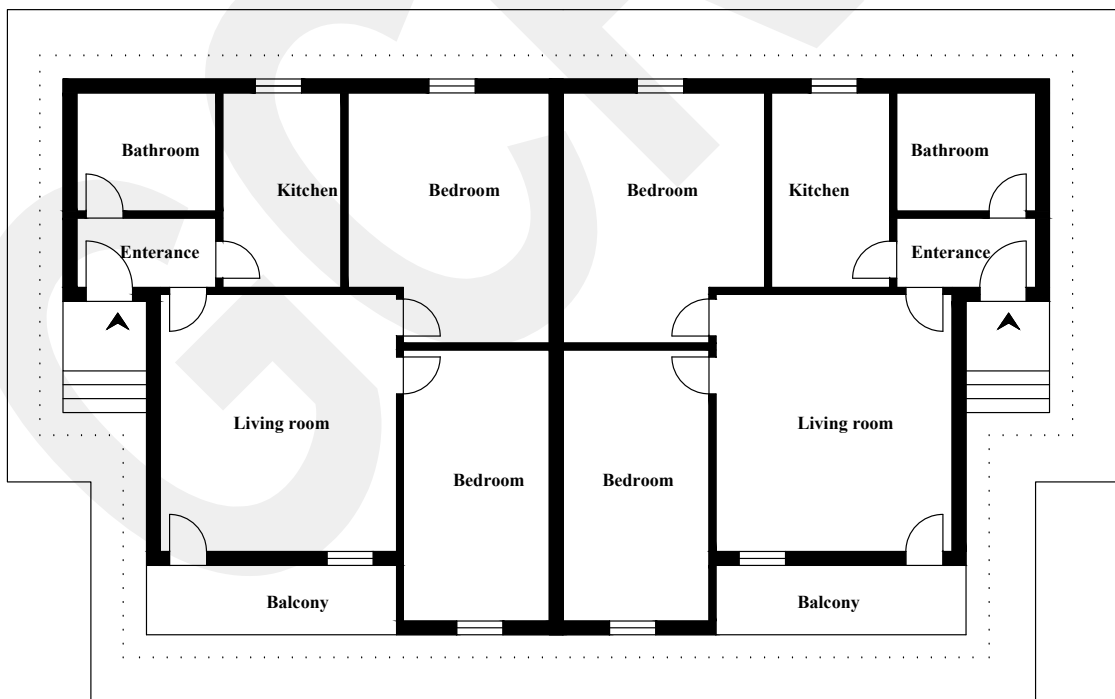 Bathroom
Bathroom
Kitchen
Bedroom
Bedroom
Kitchen
Enterance
Enterance
Living room
Living room
Bedroom
Bedroom
Balcony
Balcony